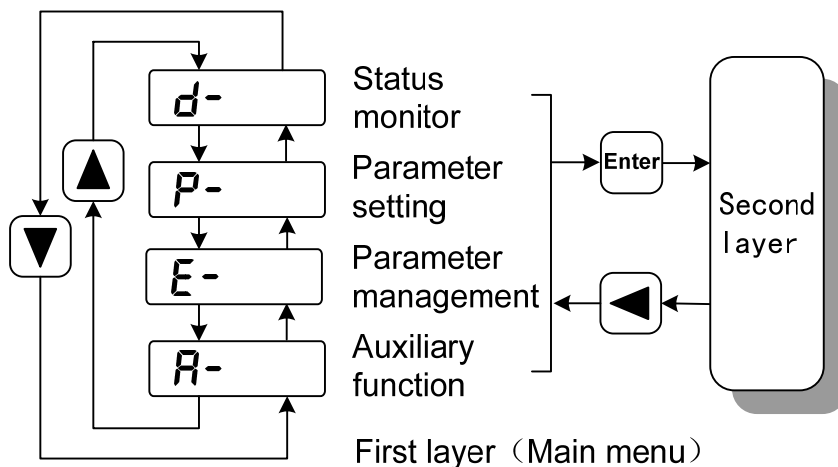 d-
Status
monitor
P-
Parameter
setting
E-
Parameter
management
A-
Auxiliary
function
Enter
Second
layer
First layer（Main menu）